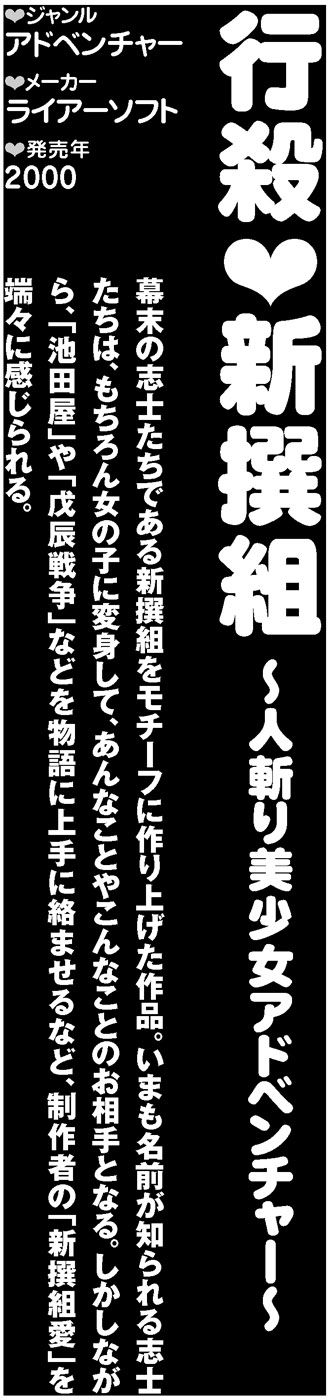 行殺♥新撰組
～人斬り美少女アドベンチャー～
♥ジャンル
アドベンチャー
♥メーカー
ライアーソフト
♥発売年
2000
幕末の志士たちである新撰組をモチーフに作り上げた作品。いまも名前が知られる志士
たちは、もちろん女の子に変身して、あんなことやこんなことのお相手となる。しかしなが
ら、「池田屋」や「戊辰戦争」などを物語に上手に絡ませるなど、制作者の「新撰組愛」を
端々に感じられる。